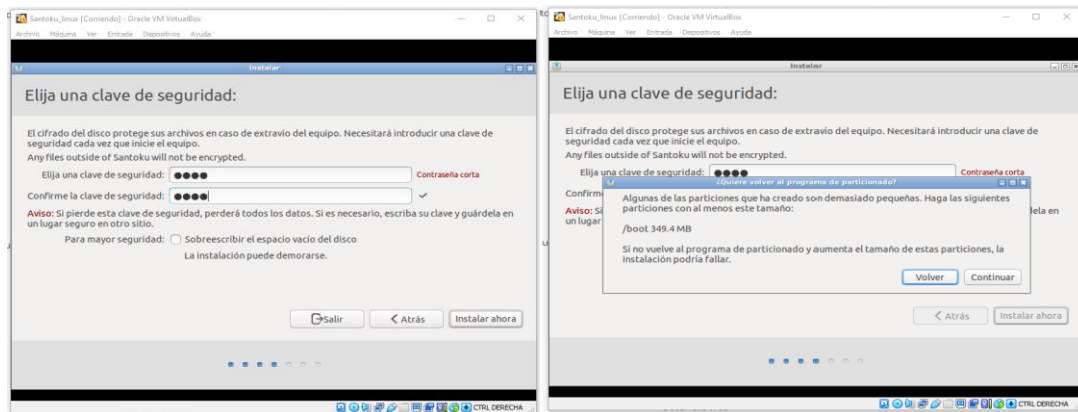 Santoku_linux [Corriendo] - Oracle VM VirtualBox
Archivo Máquina Ver Entrada Dispositivos Ayuda
Instalar
Elija una clave de seguridad:
El cifrado del disco protege sus archivos en caso de extravío del equipo. Necesitará introducir una clave de
seguridad cada vez que inicie el equipo.
Any files outside of Santoku will not be encrypted.
Elija una clave de seguridad: ●●●● Contraseña corta
Confirme la clave de seguridad: ●●●●
Aviso: Si pierde esta clave de seguridad, perderá todos los datos. Si es necesario, escriba su clave y guárdela en
un lugar seguro en otro sitio.
Para mayor seguridad: Sobreescribir el espacio vacío del disco
La instalación puede demorarse.
Salir Atrás Instalar ahora
CTRL DERECHA
Santoku_linux [Corriendo] - Oracle VM VirtualBox
Archivo Máquina Ver Entrada Dispositivos Ayuda
Instalar
Elija una clave de seguridad:
El cifrado del disco protege sus archivos en caso de extravío del equipo. Necesitará introducir una clave de
seguridad cada vez que inicie el equipo.
Any files outside of Santoku will not be encrypted.
Elija una clave de seguridad: ●●●● Contraseña corta
¿Quiere volver al programa de particionado?
Confirm
Algunas de las particiones que ha creado son demasiado pequeñas. Haga las siguientes
particiones con al menos este tamaño:
Aviso: Si
dela en
un lugar
/boot 349.4 MB
Si no vuelve al programa de particionado y aumenta el tamaño de estas particiones, la
instalación podría fallar.
Volver Continuar
Atrás Instalar ahora
CTRL DERECHA